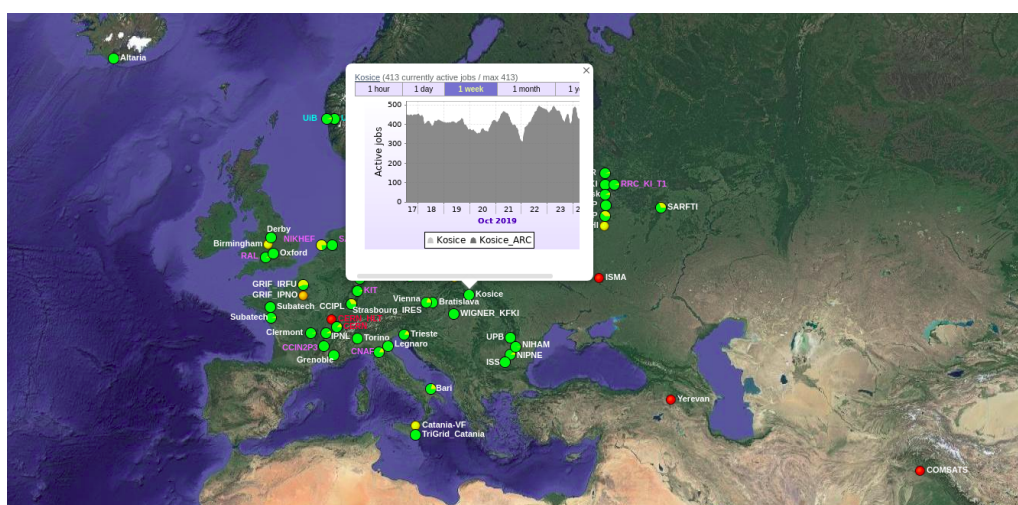 Altaria
Kosice (413 currently active jobs / max 413)
×
1 hour 1 day 1 week 1 month
500
400
300
200
100
0
Active jobs
17 18 19 20 21 22 23
Oct 2019
Kosice Kosice_ARC
UiB
RRC_KI_T1
SARFTI
Derby
NIKHEF
Birmingham
Oxford
RAL
ISMA
GRIF_IRFU
KIT
GRIF_IPNO
Kosice
Vienna
Bratislava
Subatech_CCIPL
Strasbourg_IRES
WIGNER_KFKI
Subatech
Clermont
IPNL
Torino
Trieste
UPB
Legnaro
NIHAM
CCIN2P3
CNAF
NIPNE
Grenoble
ISS
Bari
Yerevan
Catania-VF
TriGrid_Catania
COMSATS